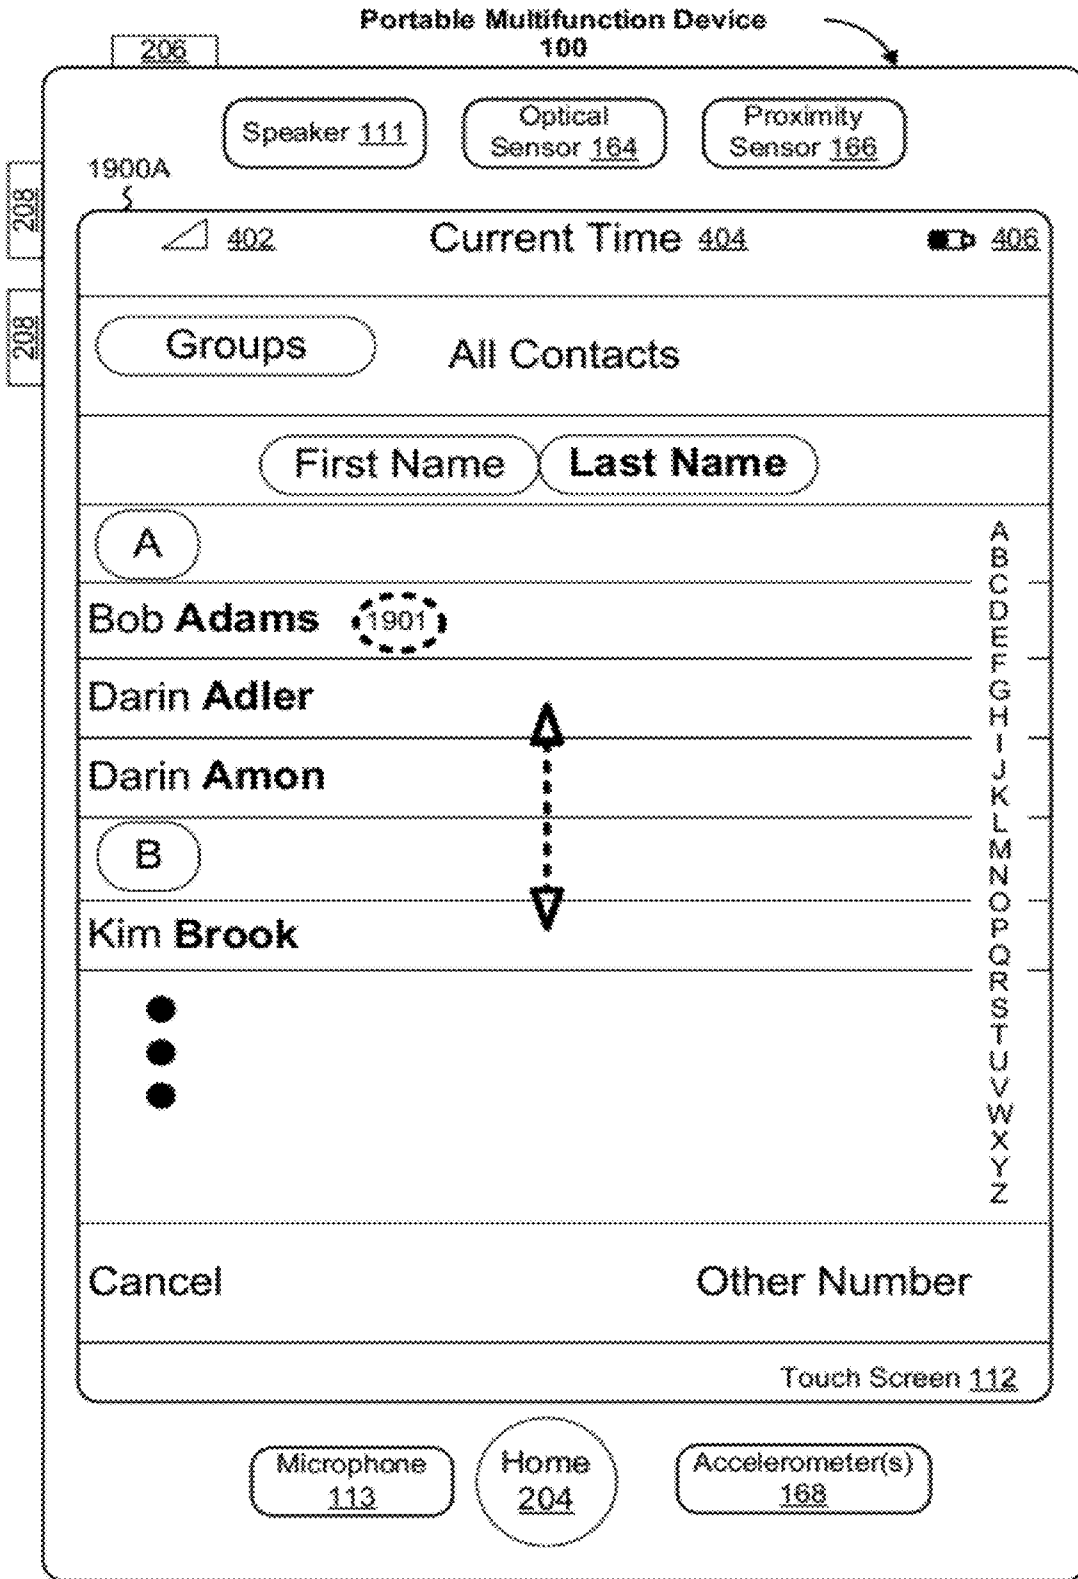 Portable Multifunction Device
100
206
Speaker 111
Optical
Sensor 164
Proximity
Sensor 166
1900A
208
208
402
Current Time 404
406
Groups
All Contacts
First Name
Last Name
A
Bob Adams
1901
Darin Adler
Darin Amon
B
Kim Brook
A
B
C
D
E
F
G
H
I
J
K
L
M
N
O
P
Q
R
S
T
U
V
W
X
Y
Z
Cancel
Other Number
Touch Screen 112
Microphone
113
Home
204
Accelerometer(s)
168